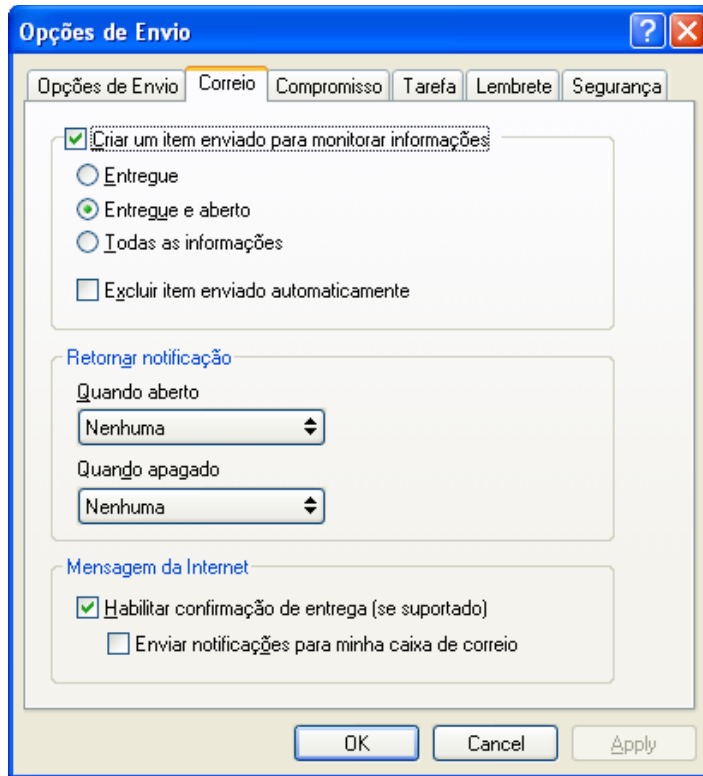 Opções de Envio
Opções de Envio Correio Compromisso Tarefa Lembrete Segurança
Criar um item enviado para monitorar informações
Entregue
Entregue e aberto
Todas as informações
Excluir item enviado automaticamente
Retornar notificação
Quando aberto
Nenhuma
Quando apagado
Nenhuma
Mensagem da Internet
Habilitar confirmação de entrega (se suportado)
Enviar notificações para minha caixa de correio
OK Cancel Apply